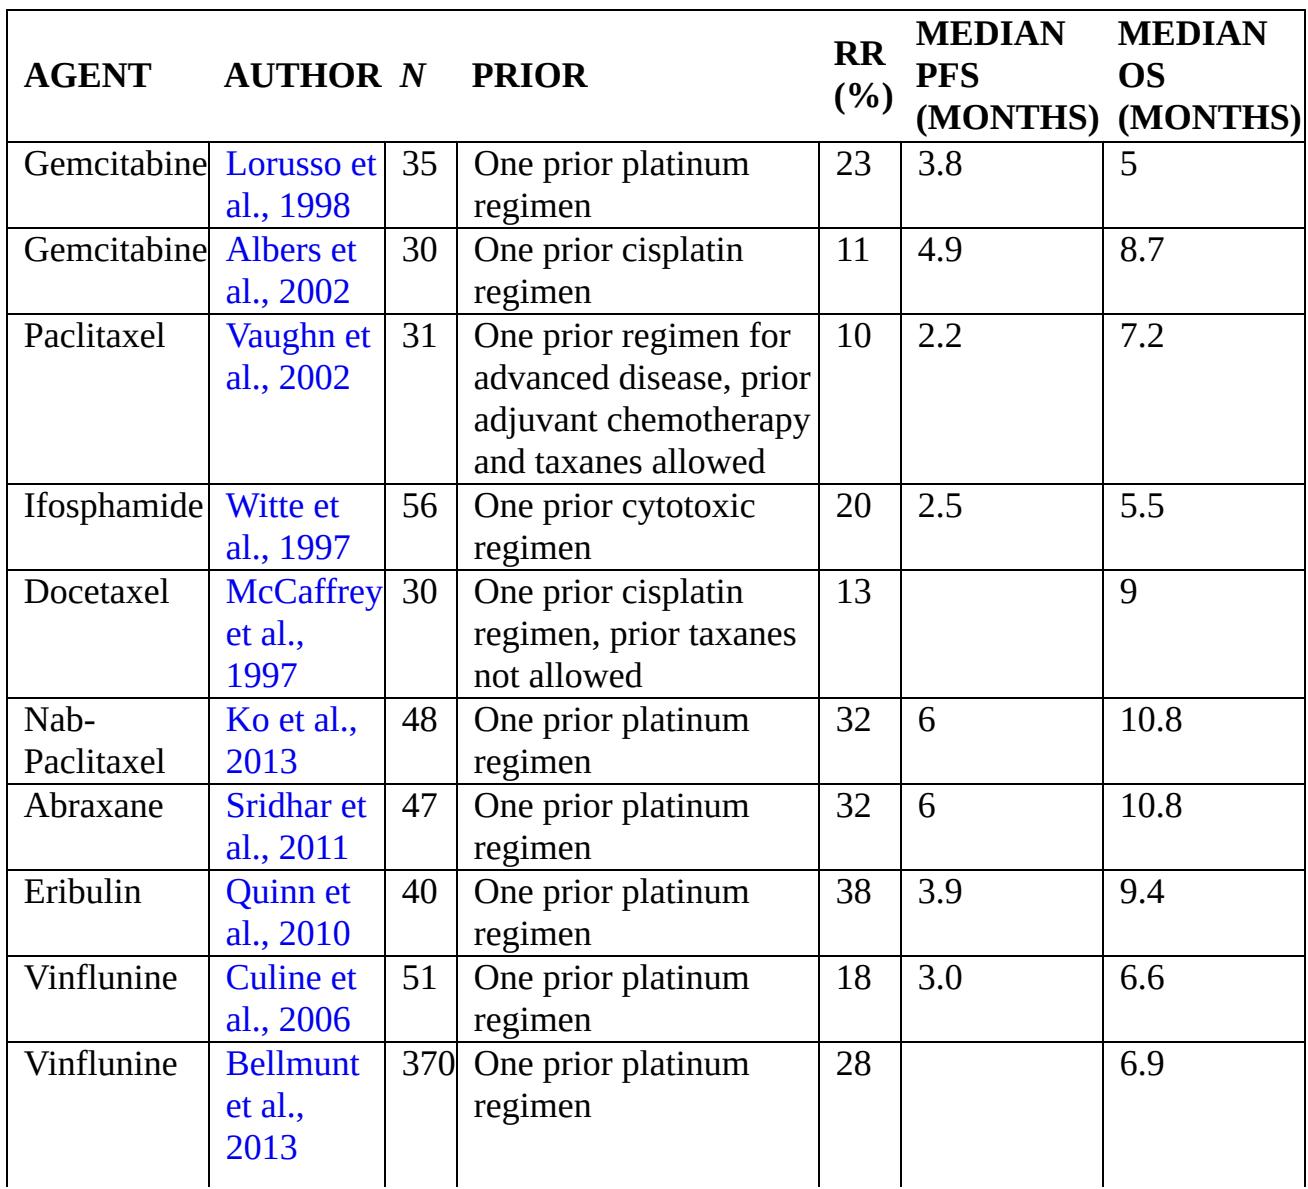 AGENT AUTHOR N PRIOR RR (%) MEDIAN PFS (MONTHS) MEDIAN OS (MONTHS)
Gemcitabine Lorusso et 35 One prior platinum 23 3.8 5
al., 1998 regimen
Gemcitabine Albers et 30 One prior cisplatin 11 4.9 8.7
al., 2002 regimen
Paclitaxel Vaughn et 31 One prior regimen for 10 2.2 7.2
al., 2002 advanced disease, prior
adjuvant chemotherapy
and taxanes allowed
Ifosphamide Witte et 56 One prior cytotoxic 20 2.5 5.5
al., 1997 regimen
Docetaxel McCaffrey 30 One prior cisplatin 13 9
et al., regimen, prior taxanes
1997 not allowed
Nab- Ko et al., 48 One prior platinum 32 6 10.8
Paclitaxel 2013 regimen
Abraxane Sridhar et 47 One prior platinum 32 6 10.8
al., 2011 regimen
Eribulin Quinn et 40 One prior platinum 38 3.9 9.4
al., 2010 regimen
Vinflunine Culine et 51 One prior platinum 18 3.0 6.6
al., 2006 regimen
Vinflunine Bellmunt 370 One prior platinum 28 6.9
et al., regimen
2013